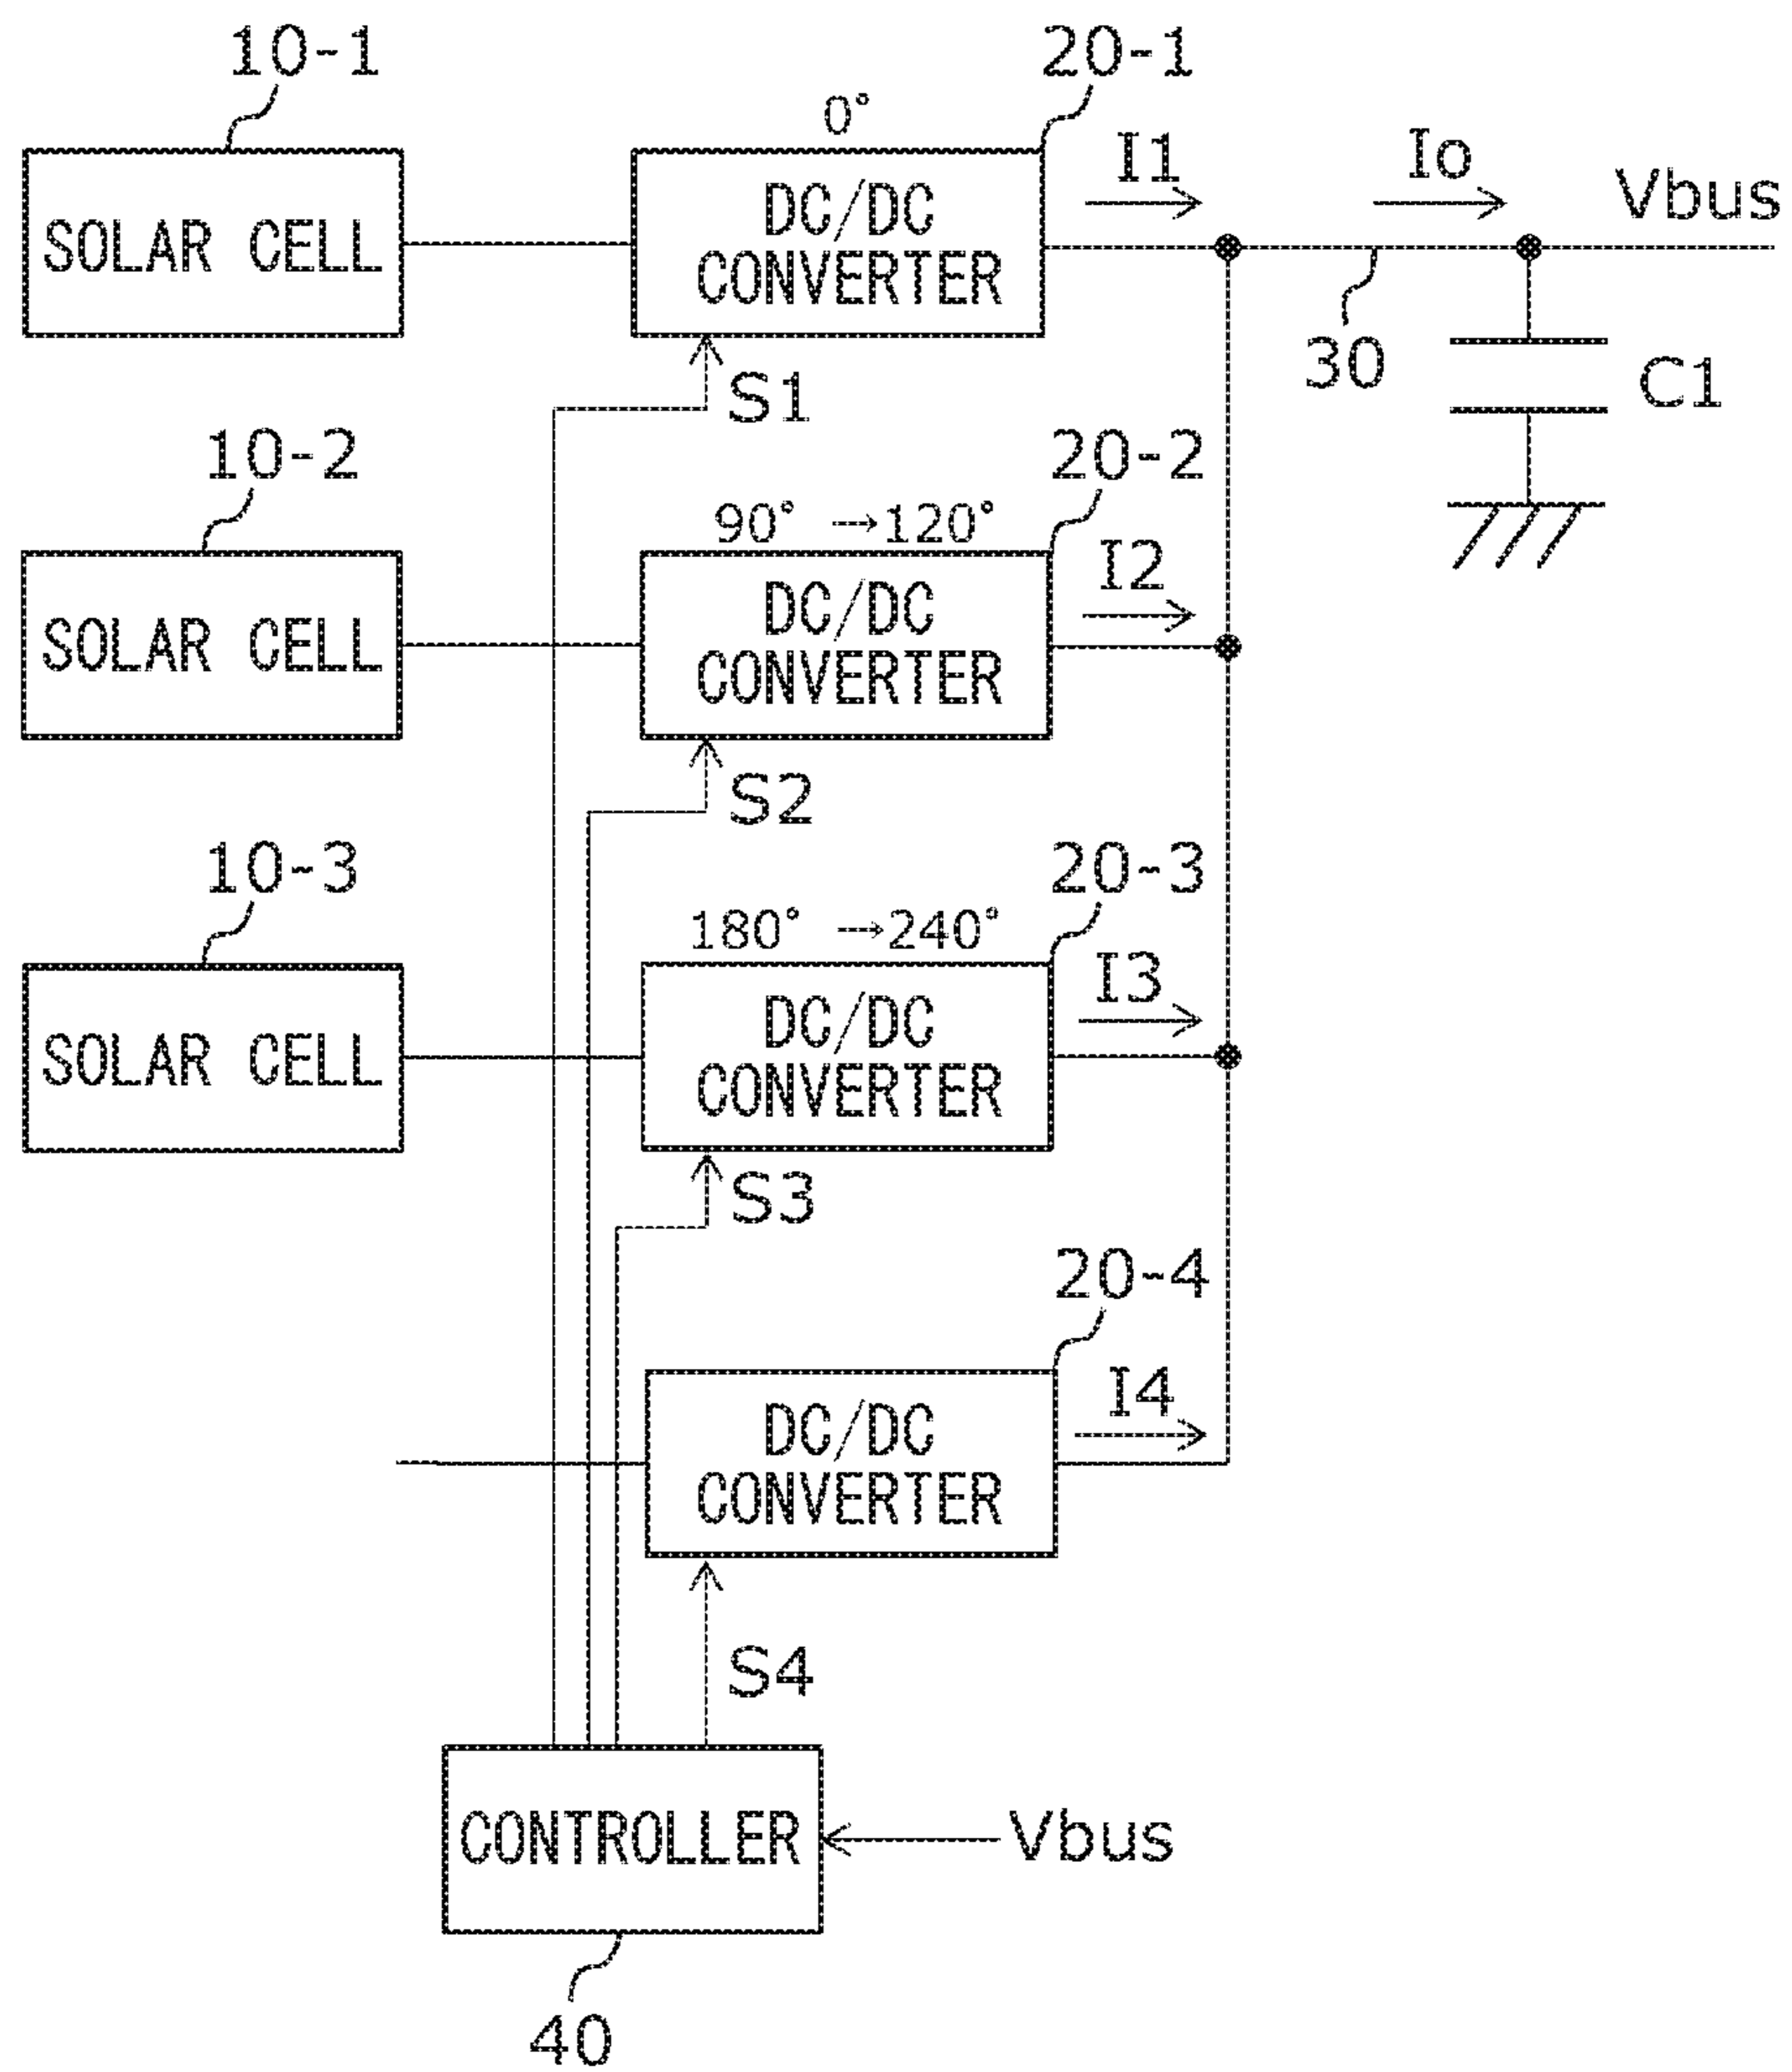 10-1
20-1
0°
I1
Io
Vbus
SOLAR CELL
DC/DC
CONVERTER
30
C1
S1
10-2
20-2
90° →120°
I2
SOLAR CELL
DC/DC
CONVERTER
S2
10-3
20-3
180° →240°
I3
SOLAR CELL
DC/DC
CONVERTER
S3
20-4
I4
DC/DC
CONVERTER
S4
CONTROLLER
Vbus
40